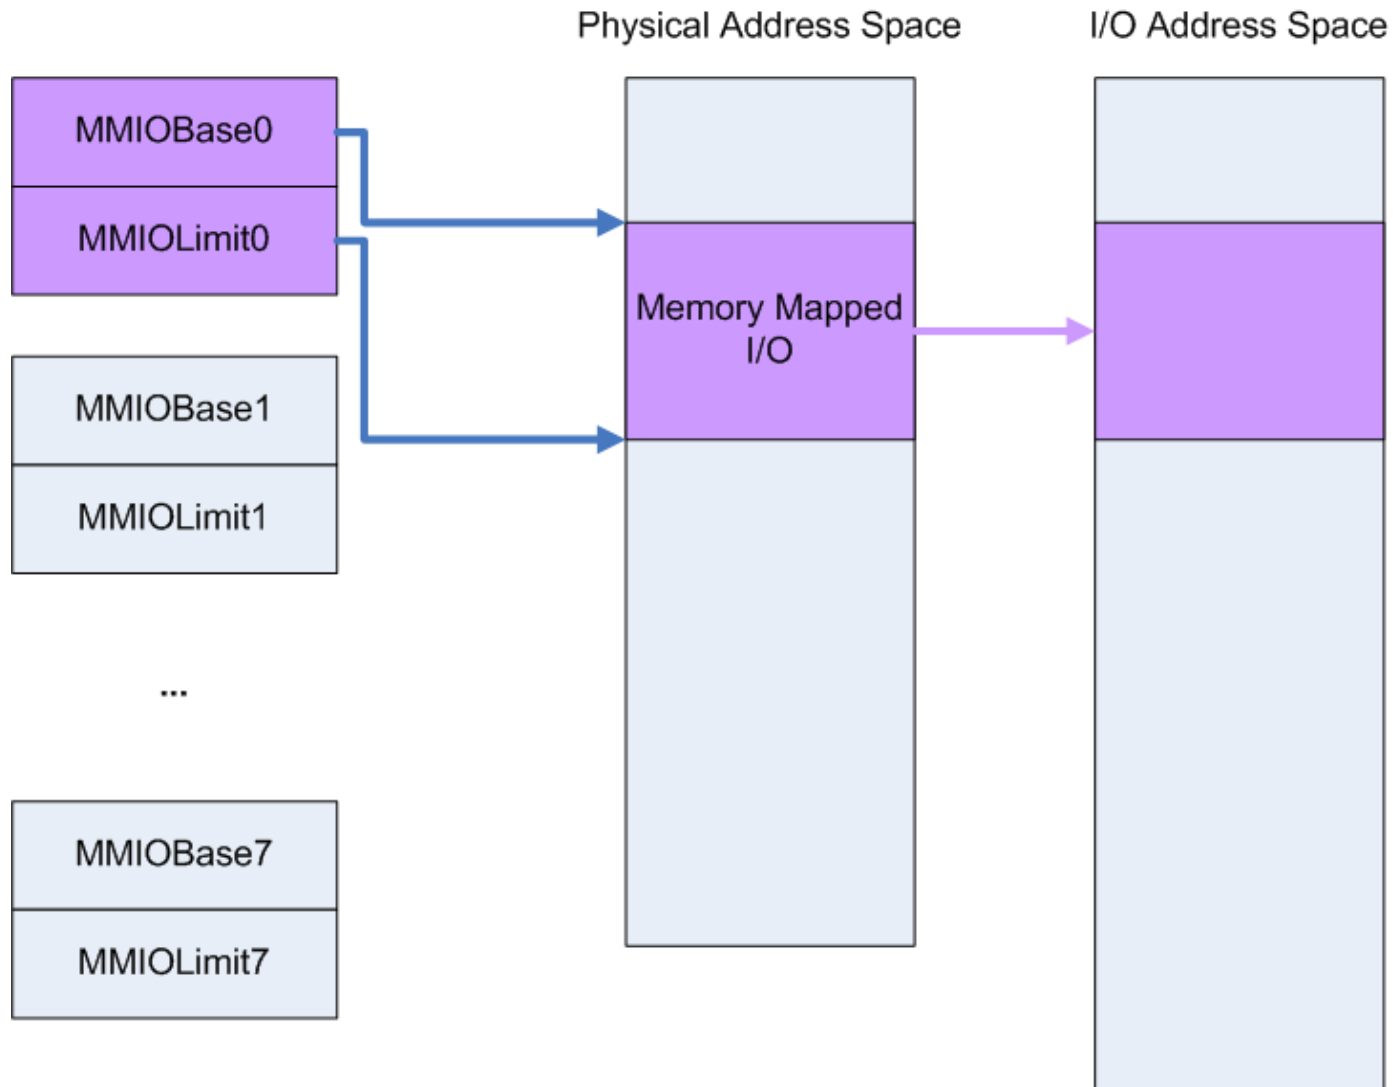 Physical Address Space
I/O Address Space
MMIOBase0
MMIOLimit0
Memory Mapped
I/O
MMIOBase1
MMIOLimit1
...
MMIOBase7
MMIOLimit7